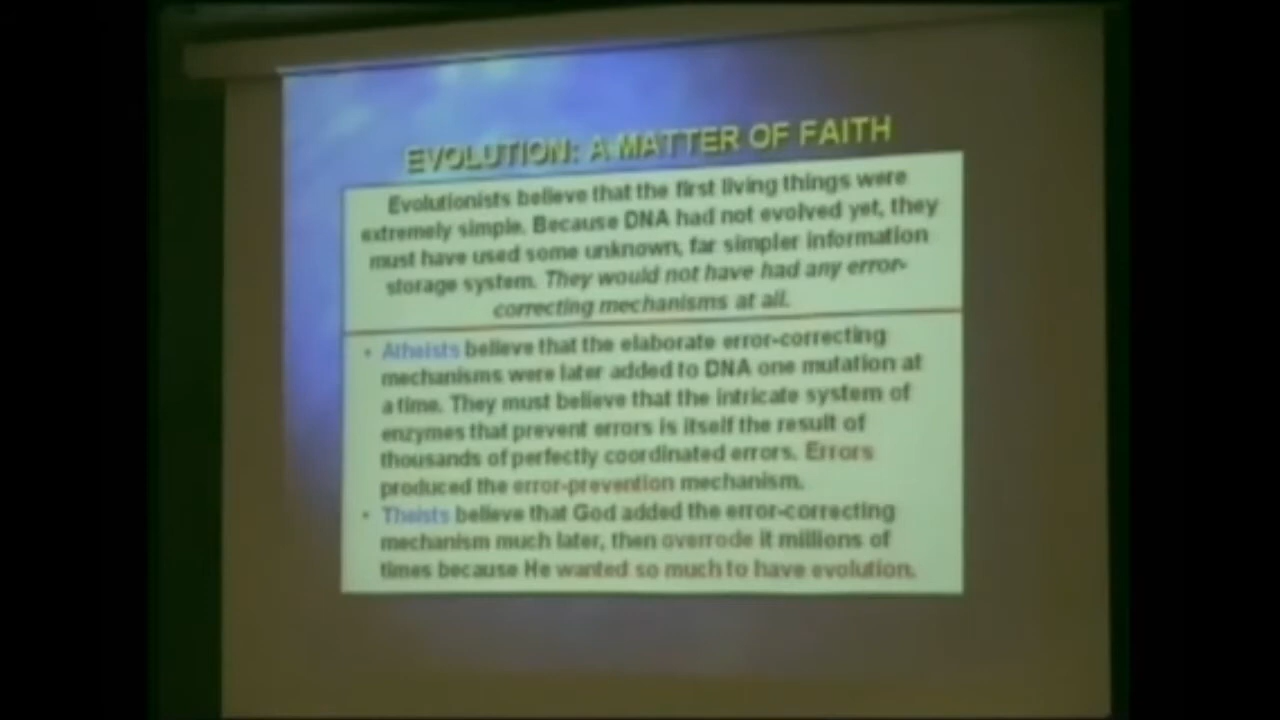 EVOLUTION: A MATTER OF FAITH
Evolutionists believe that the first living things were
extremely simple. Because DNA had not evolved yet, they
must have used some unknown, far simpler information
storage system. They would not have had any error-
correcting mechanisms at all.
• Atheists believe that the elaborate error-correcting
mechanisms were later added to DNA one mutation at
a time. They must believe that the intricate system of
enzymes that prevent errors is itself the result of
thousands of perfectly coordinated errors. Errors
produced the error-prevention mechanism.
• Theists believe that God added the error-correcting
mechanism much later, then overrode it millions of
times because He wanted so much to have evolution.